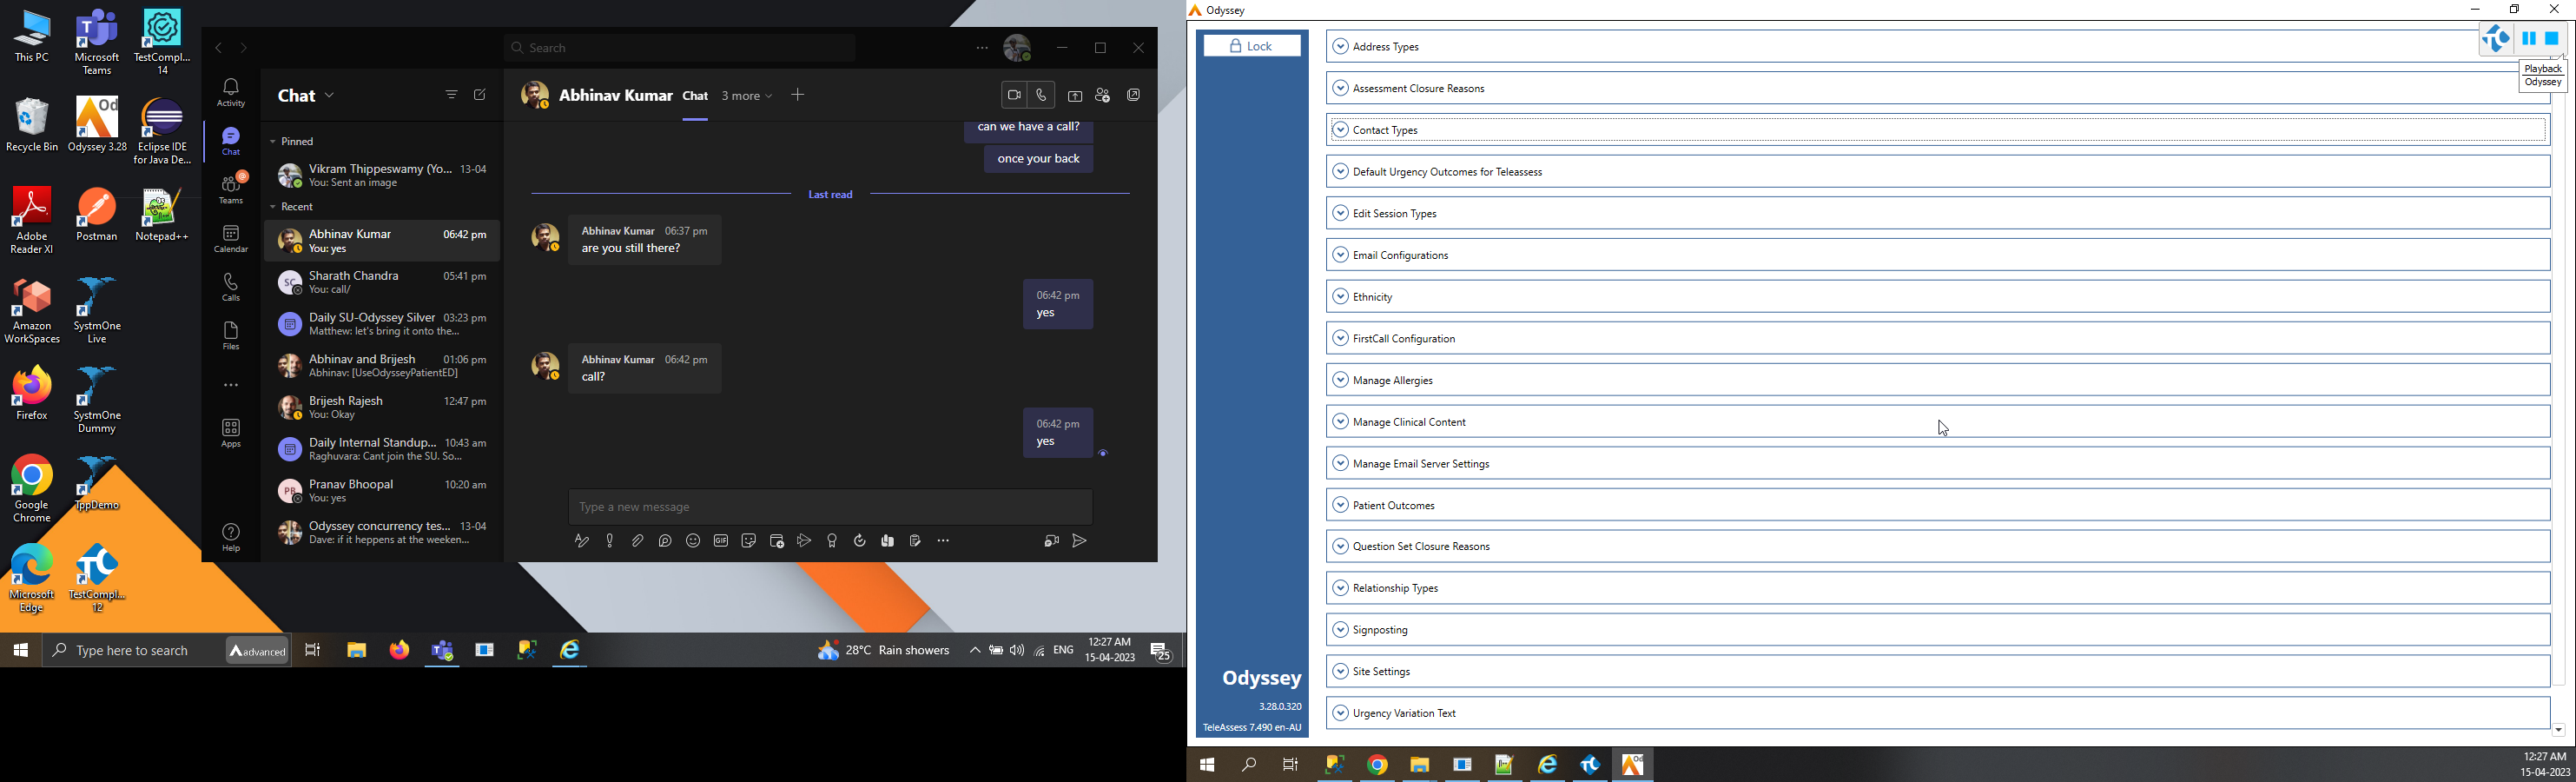 This PC
Microsoft
Teams
TestCompl...
14
Recycle Bin
Odyssey 3.28
Eclipse IDE
for Java De...
Adobe
Reader XI
Postman
Notepad++
Amazon
WorkSpaces
SystmOne
Live
Firefox
SystmOne
Dummy
Google
Chrome
TppDemo
Microsoft
Edge
TestCompl...
12
Search
Activity
Chat
Teams
Calendar
Calls
Files
Apps
Help
Chat
Pinned
Vikram Thippeswamy (Yo... 13-04
You: Sent an image
Recent
Abhinav Kumar 06:42 pm
You: yes
SC
Sharath Chandra 05:41 pm
You: call/
Daily SU-Odyssey Silver 03:23 pm
Matthew: let's bring it onto the...
Abhinav and Brijesh 01:06 pm
Abhinav: [UseOdysseyPatientED]
Brijesh Rajesh 12:47 pm
You: Okay
Daily Internal Standup... 10:43 am
Raghuvara: Cant join the SU. So...
PB
Pranav Bhoopal 10:20 am
You: yes
Odyssey concurrency tes... 13-04
Dave: if it heppens at the weeken...
Abhinav Kumar Chat 3 more
can we have a call?
once your back
Last read
Abhinav Kumar 06:37 pm
are you still there?
06:42 pm
yes
Abhinav Kumar 06:42 pm
call?
06:42 pm
yes
Type a new message
GIF
Type here to search
advanced
28°C Rain showers
ENG
12:27 AM
15-04-2023
25
Odyssey
Lock
Address Types
Assessment Closure Reasons
Contact Types
Default Urgency Outcomes for Teleassess
Edit Session Types
Email Configurations
Ethnicity
FirstCall Configuration
Manage Allergies
Manage Clinical Content
Manage Email Server Settings
Patient Outcomes
Question Set Closure Reasons
Relationship Types
Signposting
Site Settings
Urgency Variation Text
Playback
Odyssey
Odyssey
3.28.0.320
TeleAssess 7.490 en-AU
12:27 AM
15-04-2023